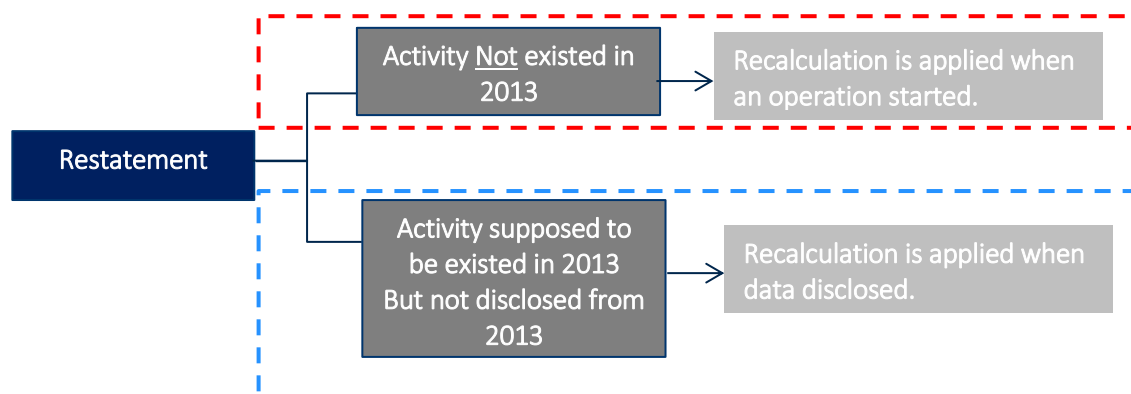 Restatement
Activity Not existed in
2013
Recalculation is applied when
an operation started.
Activity supposed to
be existed in 2013
But not disclosed from
2013
Recalculation is applied when
data disclosed.